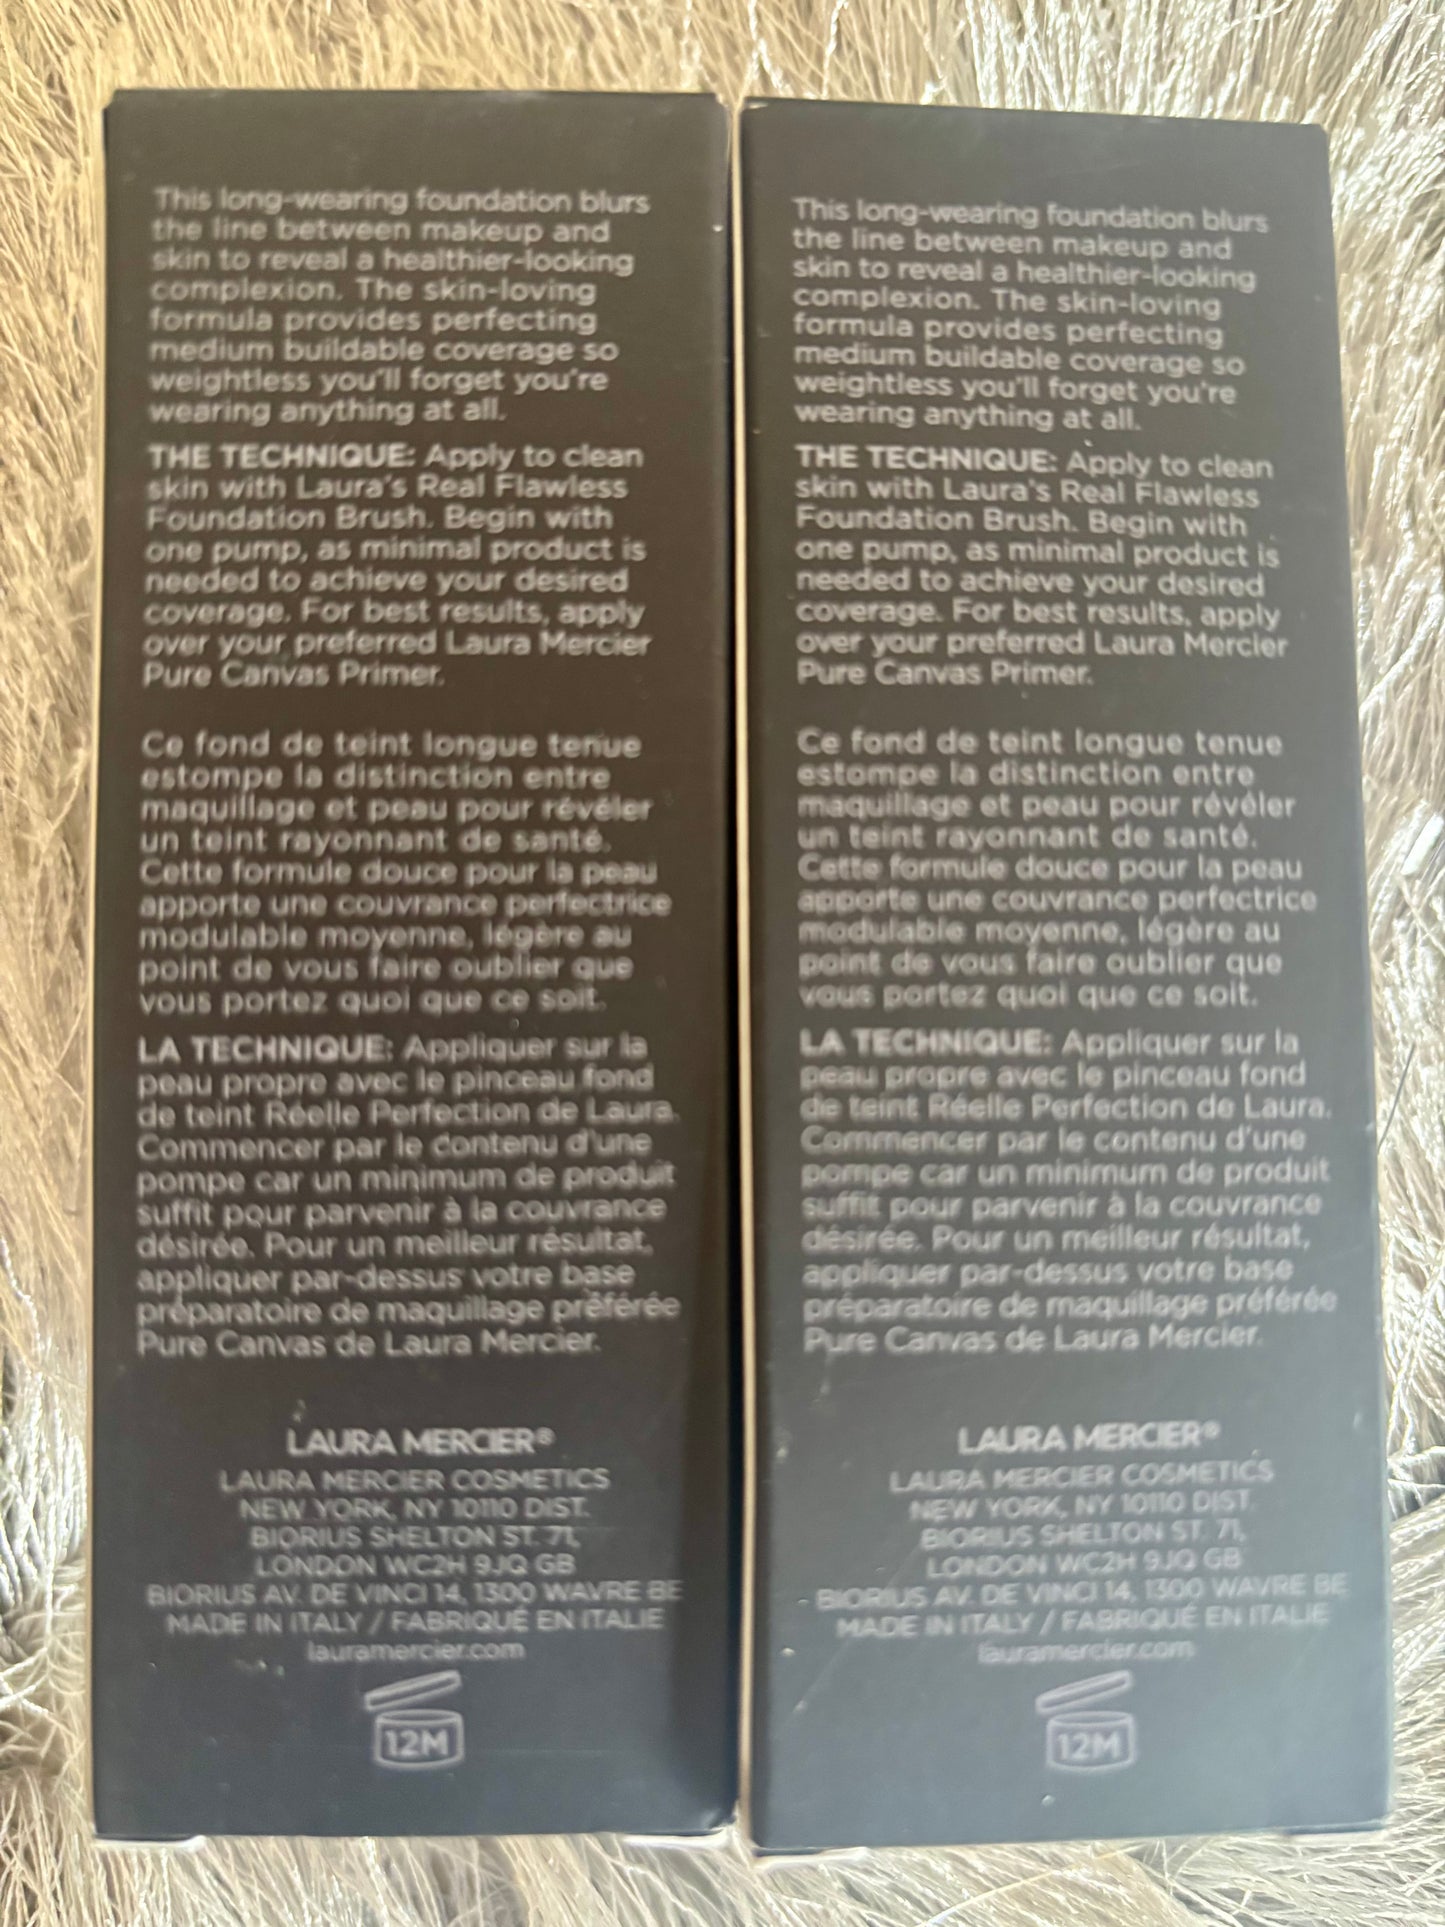 This long-wearing foundation blurs
the line between makeup and
skin to reveal a healthier-looking
complexion. The skin-loving
formula provides perfecting
medium buildable coverage so
weightless you'll forget you're
wearing anything at all.
THE TECHNIQUE: Apply to clean
skin with Laura's Real Flawless
Foundation Brush. Begin with
one pump, as minimal product is
needed to achieve your desired
coverage. For best results, apply
over your preferred Laura Mercier
Pure Canvas Primer.
Ce fond de teint longue tenue
estompe la distinction entre
maquillage et peau pour révéler
un teint rayonnant de santé.
Cette formule douce pour la peau
apporte une couvrance perfectrice
modulable moyenne, légère au
point de vous faire oublier que
vous portez quoi que ce soit.
LA TECHNIQUE: Appliquer sur la
peau propre avec le pinceau fond
de teint Réelle Perfection de Laura.
Commencer par le contenu d'une
pompe car un minimum de produit
suffit pour parvenir à la couvrance
désirée. Pour un meilleur résultat,
appliquer par-dessus votre base
préparatoire de maquillage préférée
Pure Canvas de Laura Mercier.
LAURA MERCIER®
LAURA MERCIER COSMETICS
NEW YORK, NY 10110 DIST.
BIORIUS SHELTON ST. 71,
LONDON WC2H 9JQ GB
BIORIUS AV. DE VINCI 14, 1300 WAVRE BE
MADE IN ITALY / FABRIQUÉ EN ITALIE
lauramercier.com
12M
This long-wearing foundation blurs
the line between makeup and
skin to reveal a healthier-looking
complexion. The skin-loving
formula provides perfecting
medium buildable coverage so
weightless you'll forget you're
wearing anything at all.
THE TECHNIQUE: Apply to clean
skin with Laura's Real Flawless
Foundation Brush. Begin with
one pump, as minimal product is
needed to achieve your desired
coverage. For best results, apply
over your preferred Laura Mercier
Pure Canvas Primer.
Ce fond de teint longue tenue
estompe la distinction entre
maquillage et peau pour révéler
un teint rayonnant de santé.
Cette formule douce pour la peau
apporte une couvrance perfectrice
modulable moyenne, légère au
point de vous faire oublier que
vous portez quoi que ce soit.
LA TECHNIQUE: Appliquer sur la
peau propre avec le pinceau fond
de teint Réelle Perfection de Laura.
Commencer par le contenu d'une
pompe car un minimum de produit
suffit pour parvenir à la couvrance
désirée. Pour un meilleur résultat,
appliquer par-dessus votre base
préparatoire de maquillage préférée
Pure Canvas de Laura Mercier.
LAURA MERCIER®
LAURA MERCIER COSMETICS
NEW YORK, NY 10110 DIST.
BIORIUS SHELTON ST. 71,
LONDON WC2H 9JQ GB
BIORIUS AV. DE VINCI 14, 1300 WAVRE BE
MADE IN ITALY / FABRIQUÉ EN ITALIE
lauramercier.com
12M